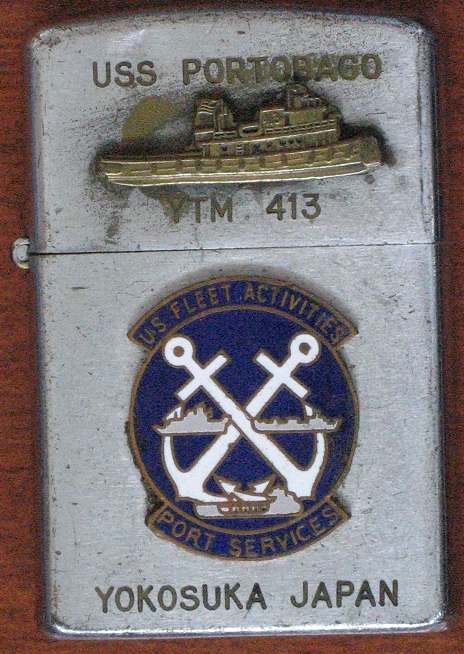 USS PORTOBAGO
YTM 413
US FLEET ACTIVITIES
PORT SERVICES
YOKOSUKA JAPAN